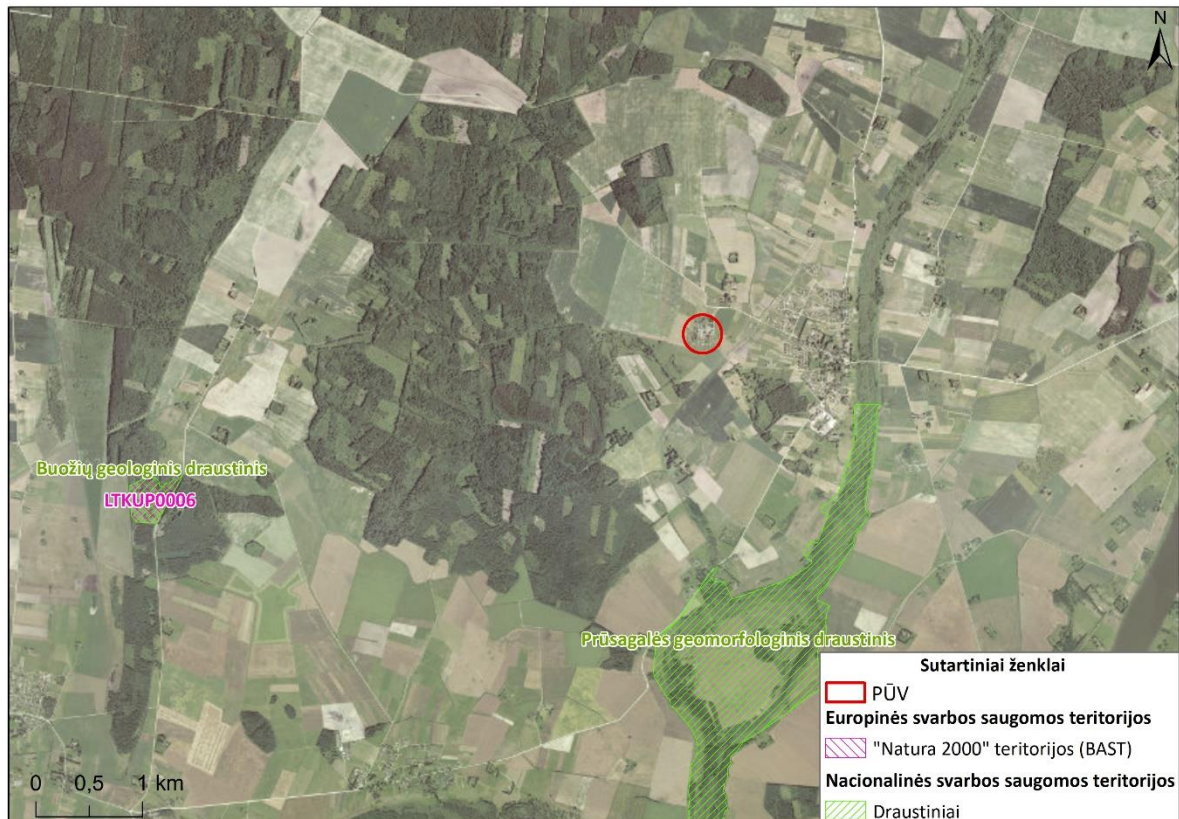 N
Buožių geologinis draustinis
LTKUP0006
Prūsagalės geomorfologinis draustinis
Sutartiniai ženklai
PŪV
Europinės svarbos saugomos teritorijos
"Natura 2000" teritorijos (BAST)
Nacionalinės svarbos saugomos teritorijos
Draustiniai
0 0,5 1 km